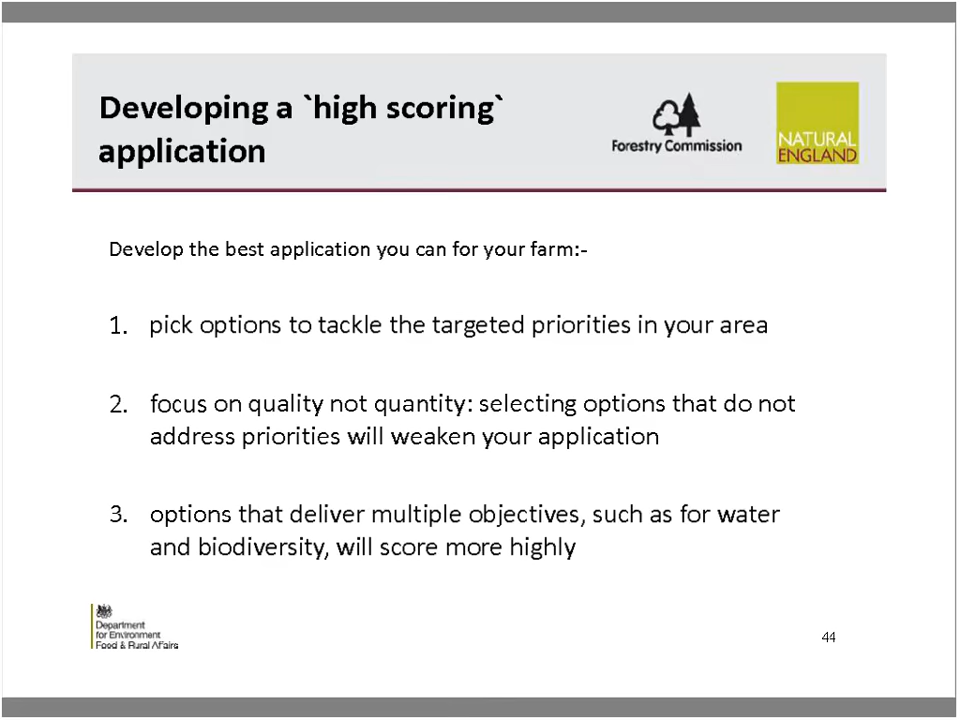 Developing a `high scoring`
application
Forestry Commission
NATURAL
ENGLAND
Develop the best application you can for your farm:-
1. pick options to tackle the targeted priorities in your area
2. focus on quality not quantity: selecting options that do not
address priorities will weaken your application
3. options that deliver multiple objectives, such as for water
and biodiversity, will score more highly
Department
for Environment
Food & Rural Affairs
44